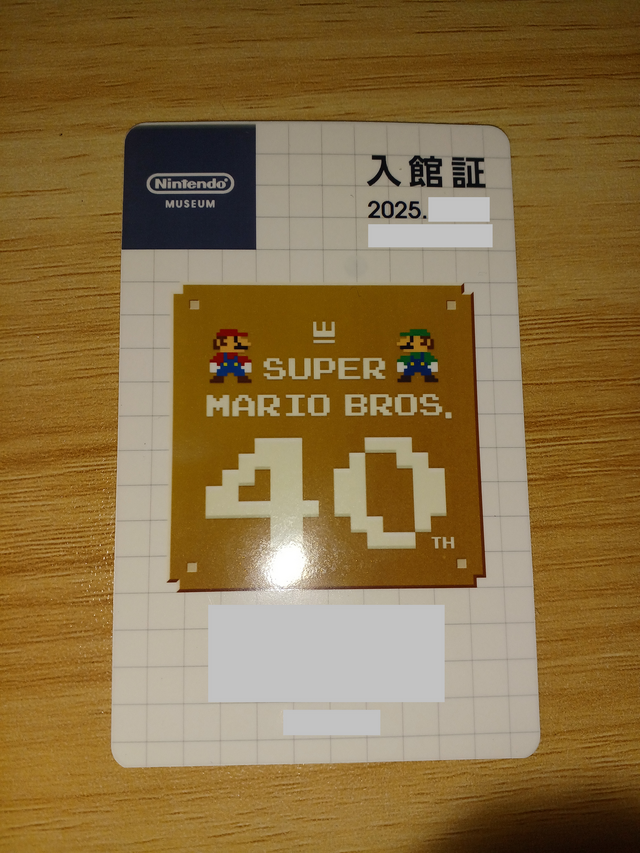 Nintendo
MUSEUM
入館証
2025.
SUPER
MARIO BROS.
40
TH